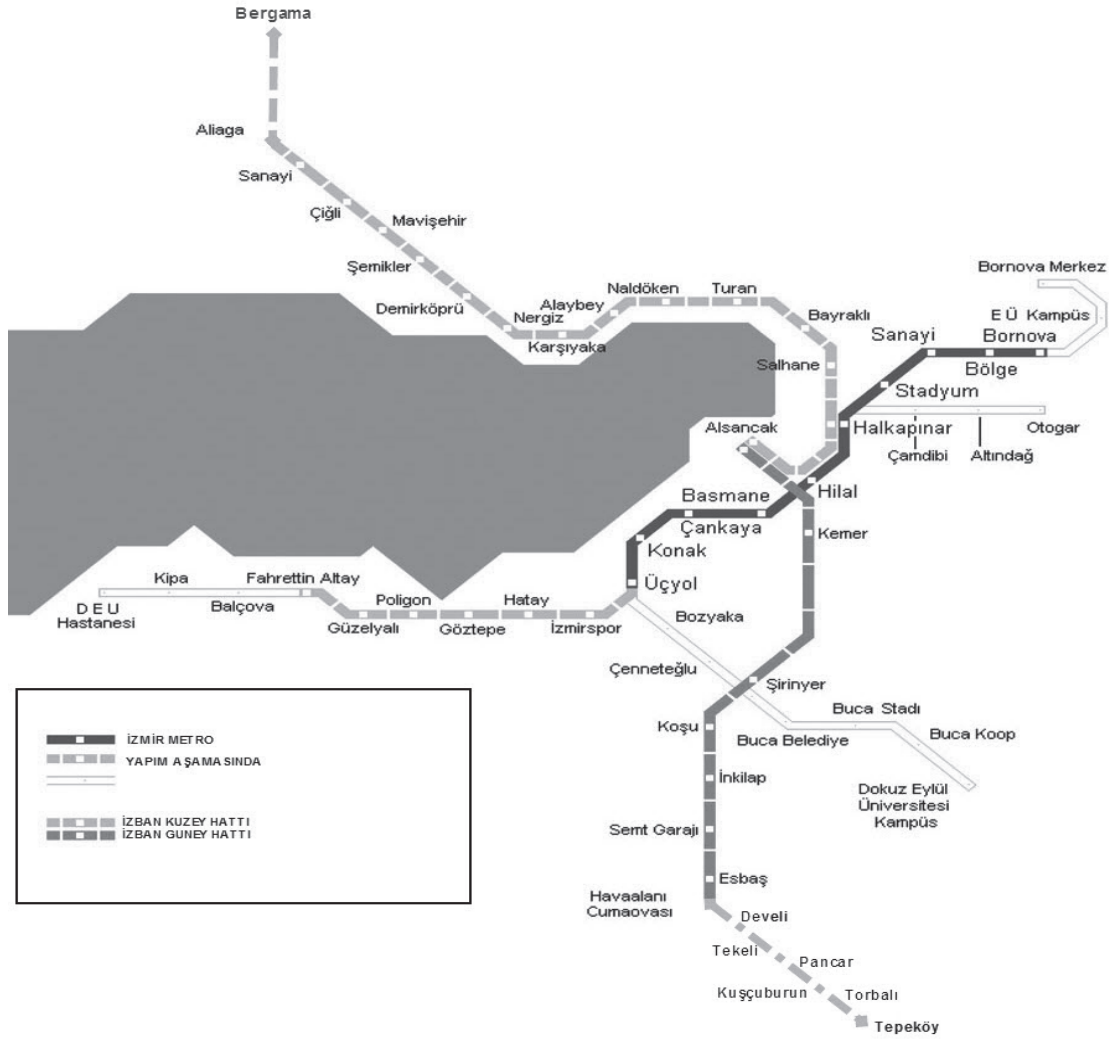 Bergama
Aliaga
Sanayi
Çiğli
Mavişehir
Şemikler
Demirköprü
Nergiz
Karşıyaka
Alaybey
Naldöken
Turan
Bayraklı
Salhane
Bornova Merkez
E Ü Kampüs
Sanayi
Bornova
Bölge
Stadyum
Halkapınar
Çamdibi
Altındağ
Otogar
Alsancak
Hilal
Basmane
Çankaya
Kemer
Konak
Üçyol
Kipa
Fahrettin Altay
D E U
Hastanesi
Balçova
Poligon
Hatay
Güzelyalı
Göztepe
İzmirspor
Bozyaka
Çenneteğlu
Şirinyer
Koşu
Buca Stadı
Buca Belediye
Buca Koop
İnkilap
Dokuz Eylül
Üniversitesi
Kampüs
Semt Garajı
Esbaş
Havaalanı
Cumaovası
Develi
Tekeli
Pancar
Kuşçuburun
Torbalı
Tepeköy
İZMİR METRO
YAPIM AŞAMASINDA
İZBAN KUZEY HATTI
İZBAN GUNEY HATTI